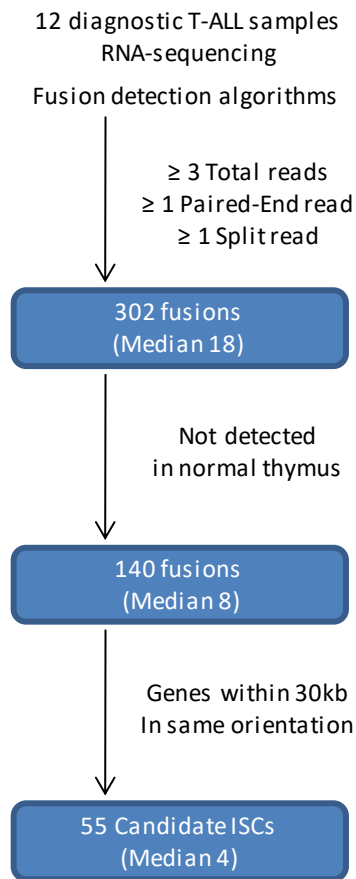 12 diagnostic T-ALL samples
RNA-sequencing
Fusion detection algorithms
≥ 3 Total reads
≥ 1 Paired-End read
≥ 1 Split read
302 fusions
(Median 18)
Not detected
in normal thymus
140 fusions
(Median 8)
Genes within 30kb
In same orientation
55 Candidate ISCs
(Median 4)